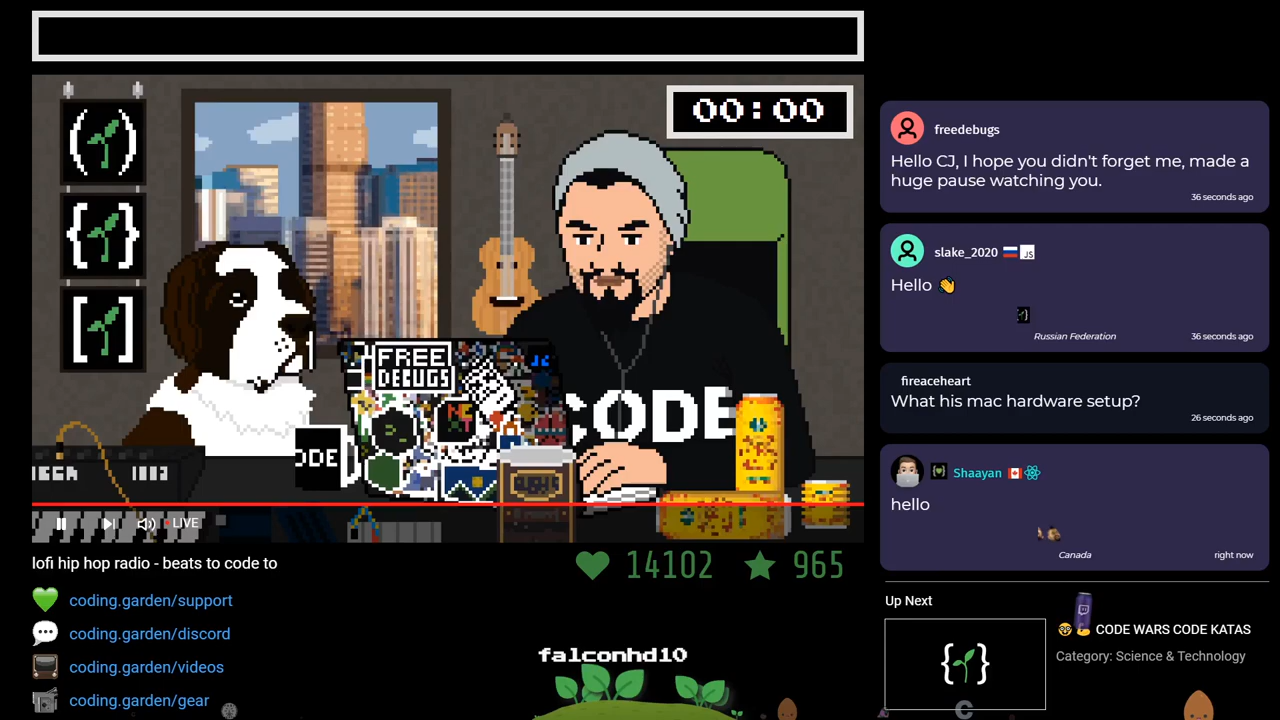 00:00
FREE
DEBUGS
CODE
ODE
LIVE
lofi hip hop radio - beats to code to
14102
965
coding.garden/support
coding.garden/discord
coding.garden/videos
coding.garden/gear
falconhd10
freedebugs
Hello CJ, I hope you didn't forget me, made a
huge pause watching you.
36 seconds ago
slake_2020
JS
Hello 👋
Russian Federation
36 seconds ago
fireaceheart
What his mac hardware setup?
26 seconds ago
Shaayan
hello
Canada
right now
Up Next
{ }
🤓 💪 CODE WARS CODE KATAS
Category: Science & Technology